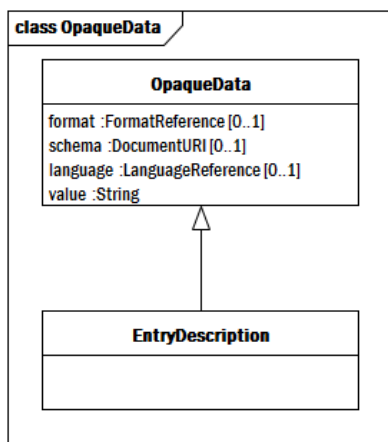 class OpaqueData
OpaqueData
format :FormatReference [0..1]
schema :DocumentURI [0..1]
language :LanguageReference [0..1]
value :String
EntryDescription